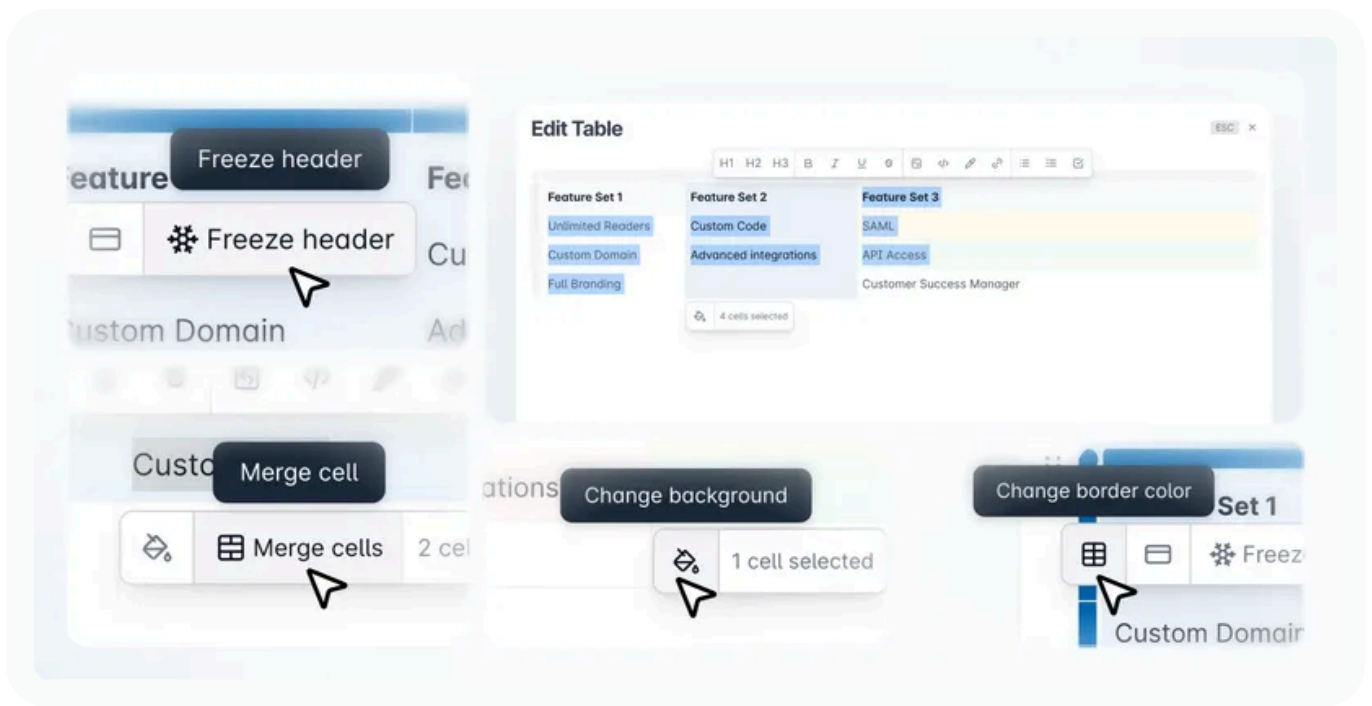 Freeze header
eature
Fea
Freeze header
Cu
ustom Domain
Ad
Edit Table
ESC
H1 H2 H3 B I U S
Feature Set 1 Feature Set 2 Feature Set 3
Unlimited Readers Custom Code SAML
Custom Domain Advanced integrations API Access
Full Branding Customer Success Manager
4 cells selected
Custo
Merge cell
Merge cells 2 cel
ations
Change background
1 cell selected
Change border color
Set 1
Freez
Custom Domain